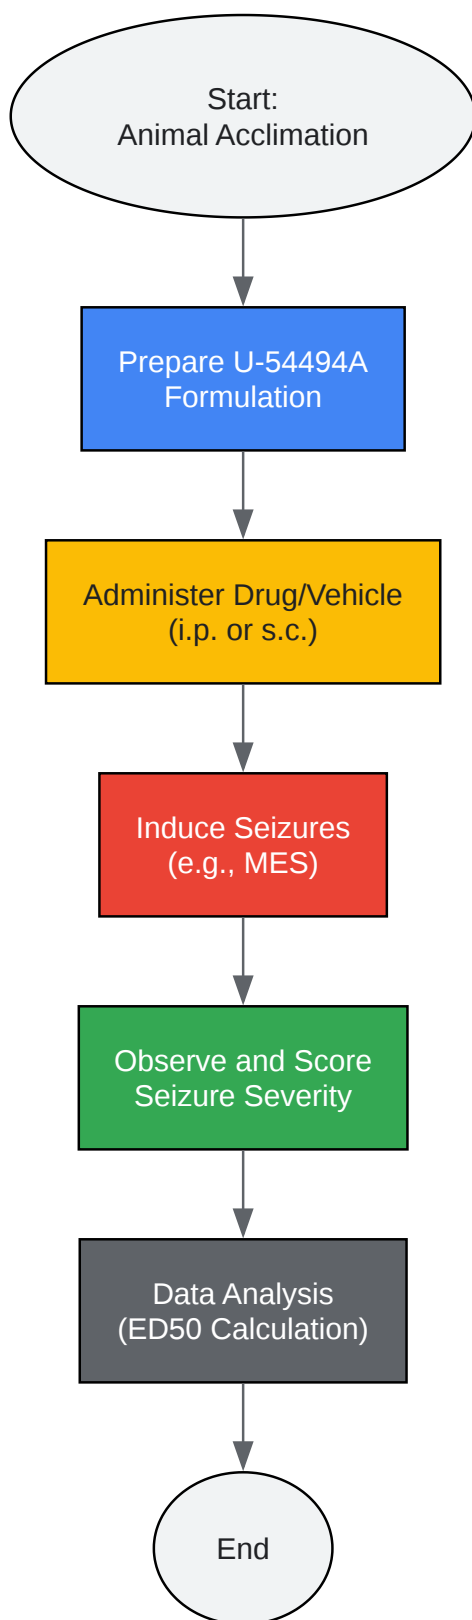 Start:
Animal Acclimation
Prepare U-54494A
Formulation
Administer Drug/Vehicle
(i.p. or s.c.)
Induce Seizures
(e.g., MES)
Observe and Score
Seizure Severity
Data Analysis
(ED50 Calculation)
End